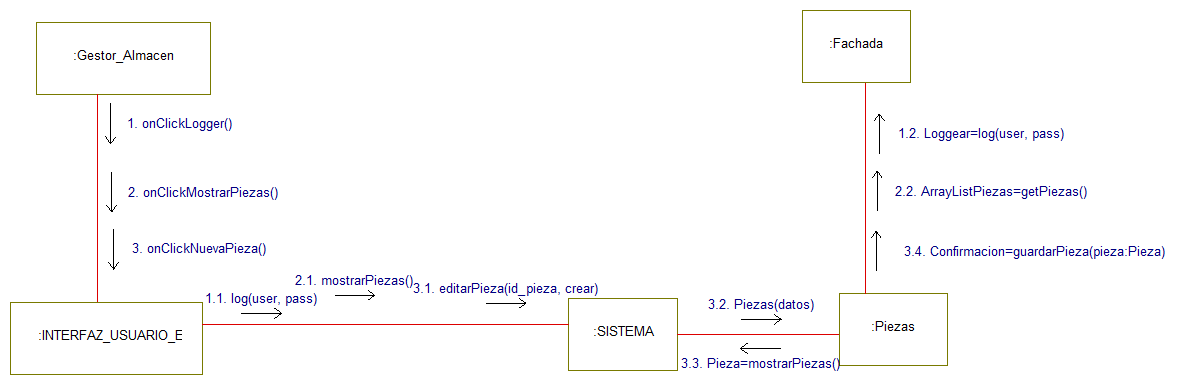 :Gestor_Almacen
:Fachada
1. onClickLogger()
1.2. Loggear=log(user, pass)
2. onClickMostrarPiezas()
2.2. ArrayListPiezas=getPiezas()
3. onClickNuevaPieza()
3.4. Confirmacion=guardarPieza(pieza:Pieza)
2.1. mostrarPiezas()
3.1. editarPieza(id_pieza, crear)
1.1. log(user, pass)
3.2. Piezas(datos)
:INTERFAZ_USUARIO_E
:SISTEMA
:Piezas
3.3. Pieza=mostrarPiezas()